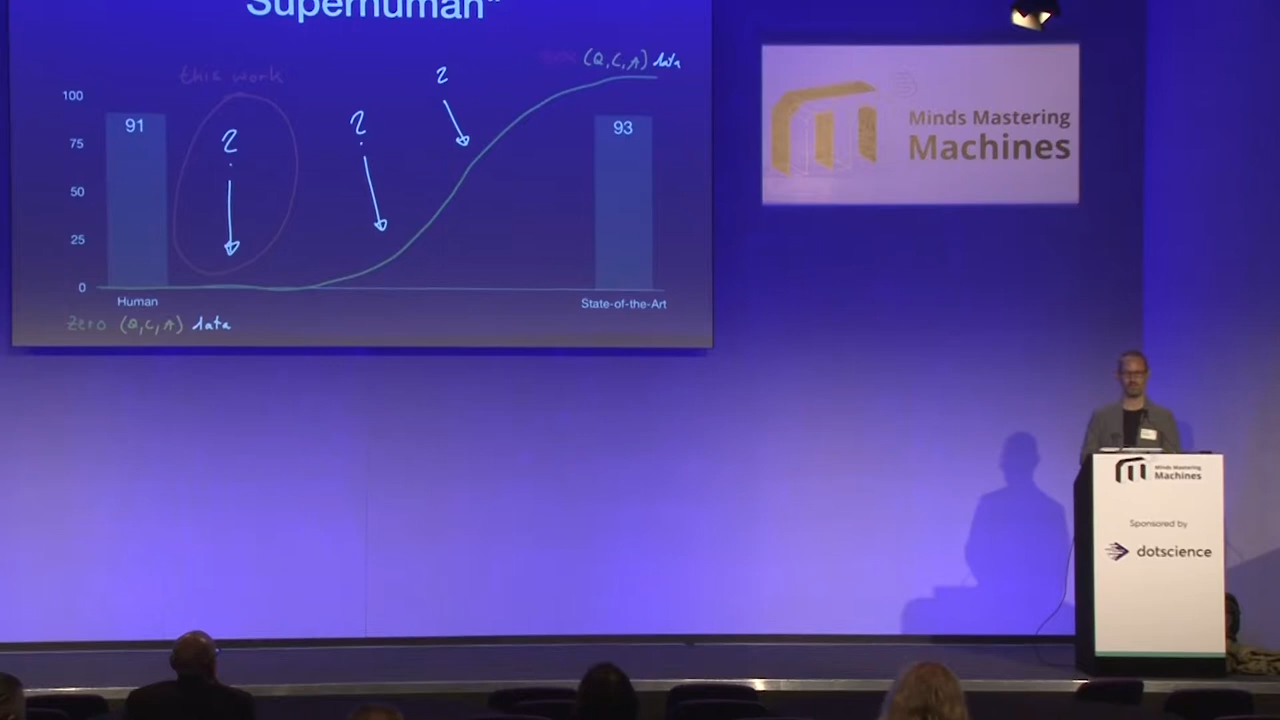 Superhuman"
this work
(Q,C,A) data
100
75
50
25
0
91
?
?
?
93
Human
State-of-the-Art
Zero (Q,C,A) data
Minds Mastering
Machines
Minds Mastering
Machines
Sponsored by
dotscience